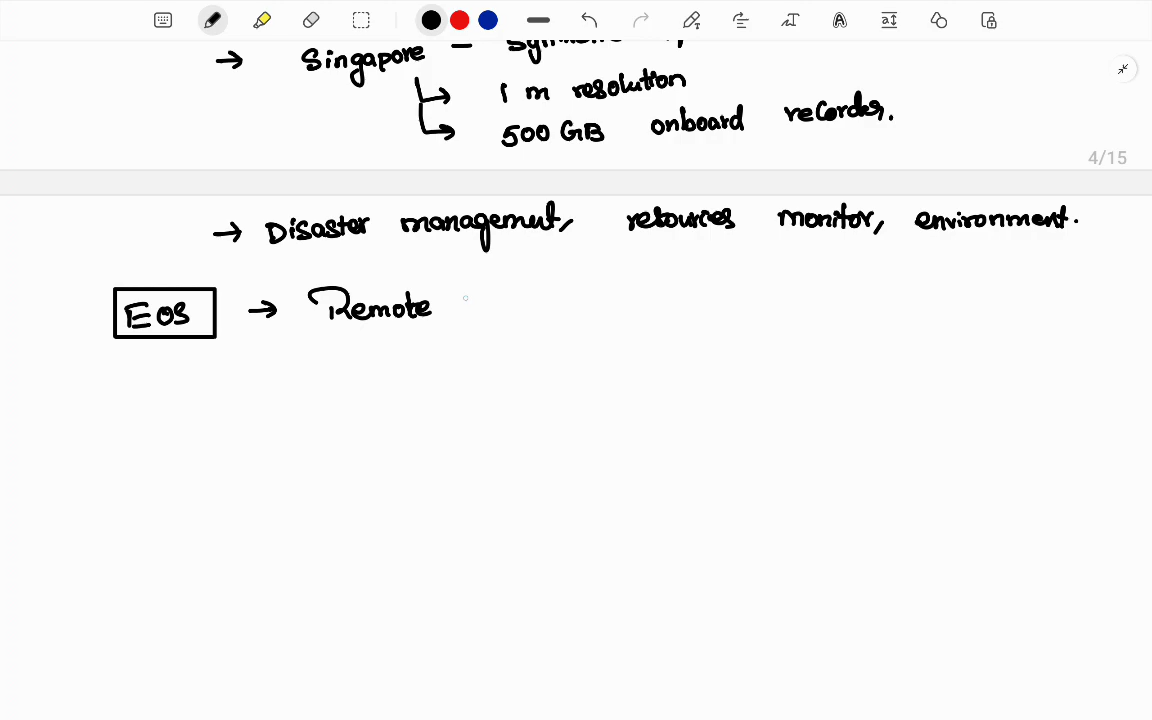 → Singapore –
↳ 1 m resolution
↳ 500 GB onboard recorder.
4/15
→ Disaster management, resources monitor, environment.
EOS → Remote